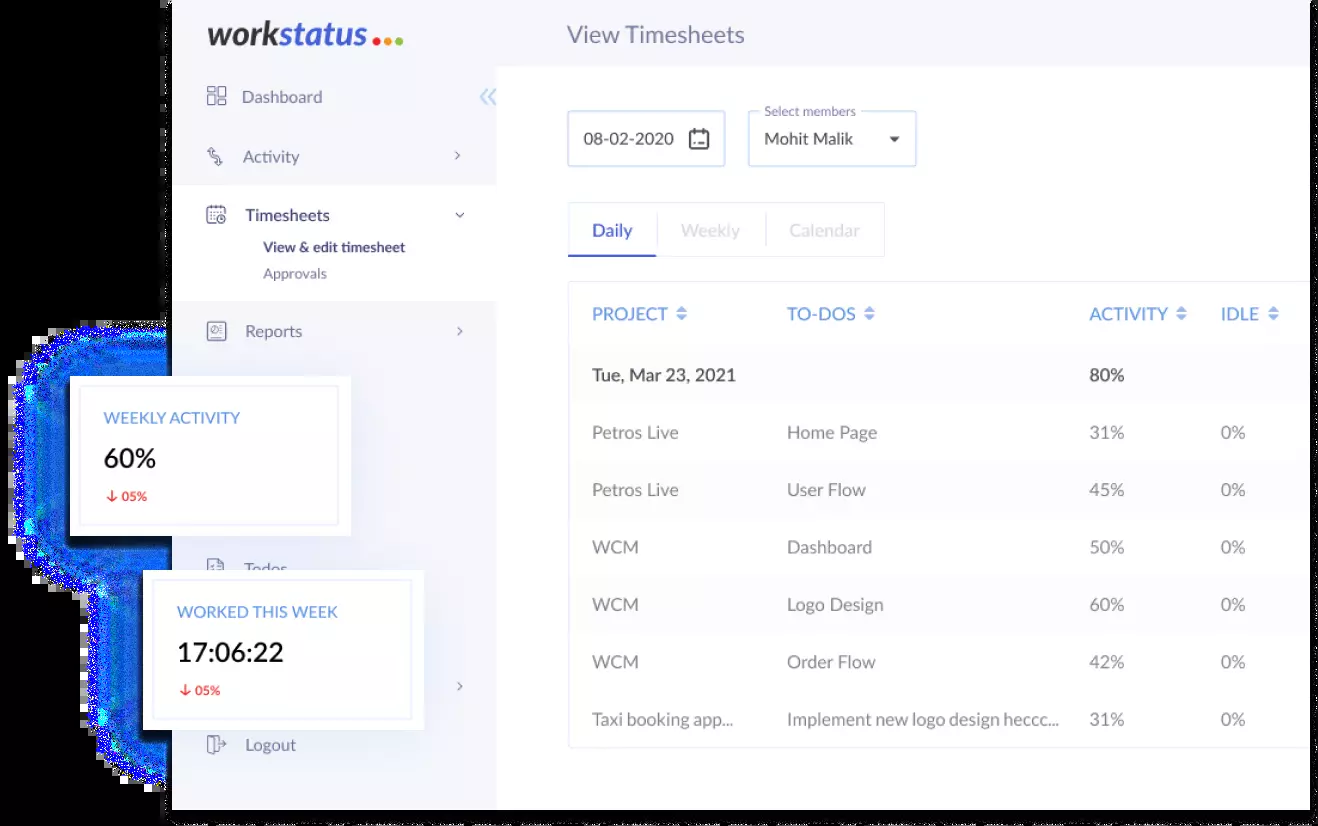 workstatus
Dashboard
Activity
Timesheets
View & edit timesheet
Approvals
Reports
WEEKLY ACTIVITY
60%
↓ 05%
Todos
WORKED THIS WEEK
17:06:22
↓ 05%
Logout
View Timesheets
08-02-2020
Select members
Mohit Malik
Daily Weekly Calendar
PROJECT TO-DOS ACTIVITY IDLE
Tue, Mar 23, 2021 80%
Petros Live Home Page 31% 0%
Petros Live User Flow 45% 0%
WCM Dashboard 50% 0%
WCM Logo Design 60% 0%
WCM Order Flow 42% 0%
Taxi booking app... Implement new logo design heccc... 31% 0%